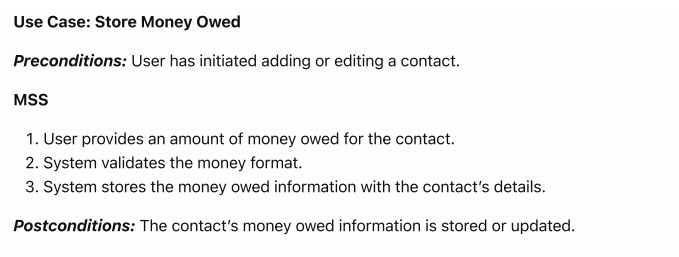 Use Case: Store Money Owed
Preconditions: User has initiated adding or editing a contact.
MSS
1. User provides an amount of money owed for the contact.
2. System validates the money format.
3. System stores the money owed information with the contact's details.
Postconditions: The contact's money owed information is stored or updated.